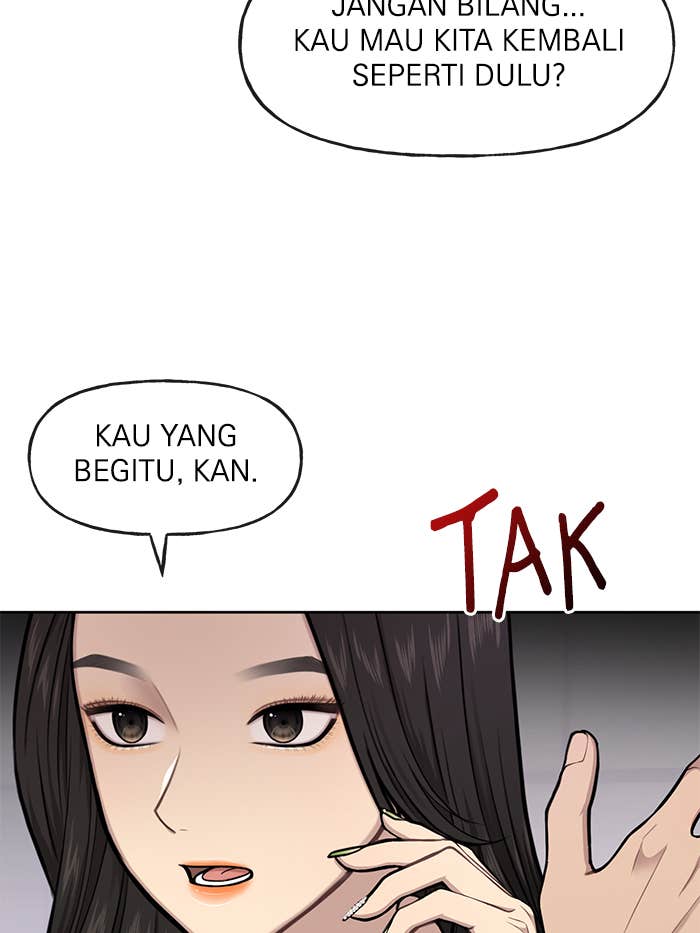 JANGAN BILANG...
KAU MAU KITA KEMBALI
SEPERTI DULU?
KAU YANG
BEGITU, KAN.
TAK